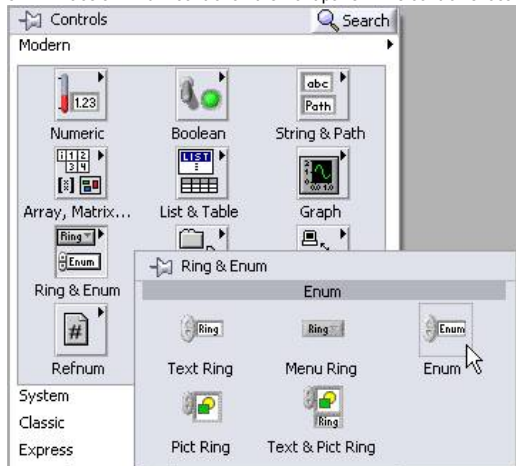 Controls
Search
Modern
1.23
abc
Path
Numeric
Boolean
String & Path
LIST
Array, Matrix...
List & Table
Graph
Ring
Enum
Ring & Enum
#
Refnum
System
Classic
Express
Ring & Enum
Enum
Ring
Ring
Enum
Text Ring
Menu Ring
Enum
Ring
Pict Ring
Text & Pict Ring